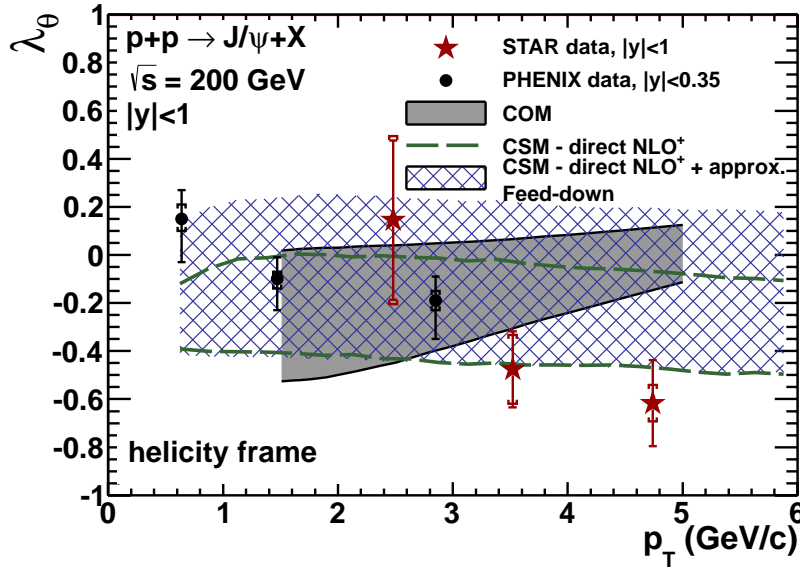 λθ
p+p → J/ψ+X
√s = 200 GeV
|y|<1
STAR data, |y|<1
PHENIX data, |y|<0.35
COM
CSM - direct NLO⁺
CSM - direct NLO⁺ + approx.
Feed-down
1
0.8
0.6
0.4
0.2
0
-0.2
-0.4
-0.6
-0.8
-1
helicity frame
0 1 2 3 4 5 6
p_T (GeV/c)